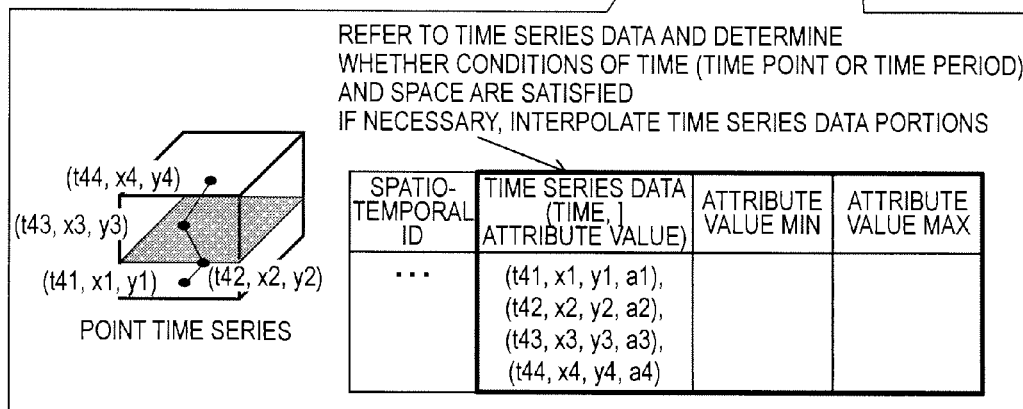 REFER TO TIME SERIES DATA AND DETERMINE
WHETHER CONDITIONS OF TIME (TIME POINT OR TIME PERIOD)
AND SPACE ARE SATISFIED
IF NECESSARY, INTERPOLATE TIME SERIES DATA PORTIONS
(t44, x4, y4)
(t43, x3, y3)
(t41, x1, y1)
(t42, x2, y2)
POINT TIME SERIES
SPATIO-
TEMPORAL
ID
TIME SERIES DATA
(TIME, ]
ATTRIBUTE VALUE)
ATTRIBUTE
VALUE MIN
ATTRIBUTE
VALUE MAX
...
(t41, x1, y1, a1),
(t42, x2, y2, a2),
(t43, x3, y3, a3),
(t44, x4, y4, a4)